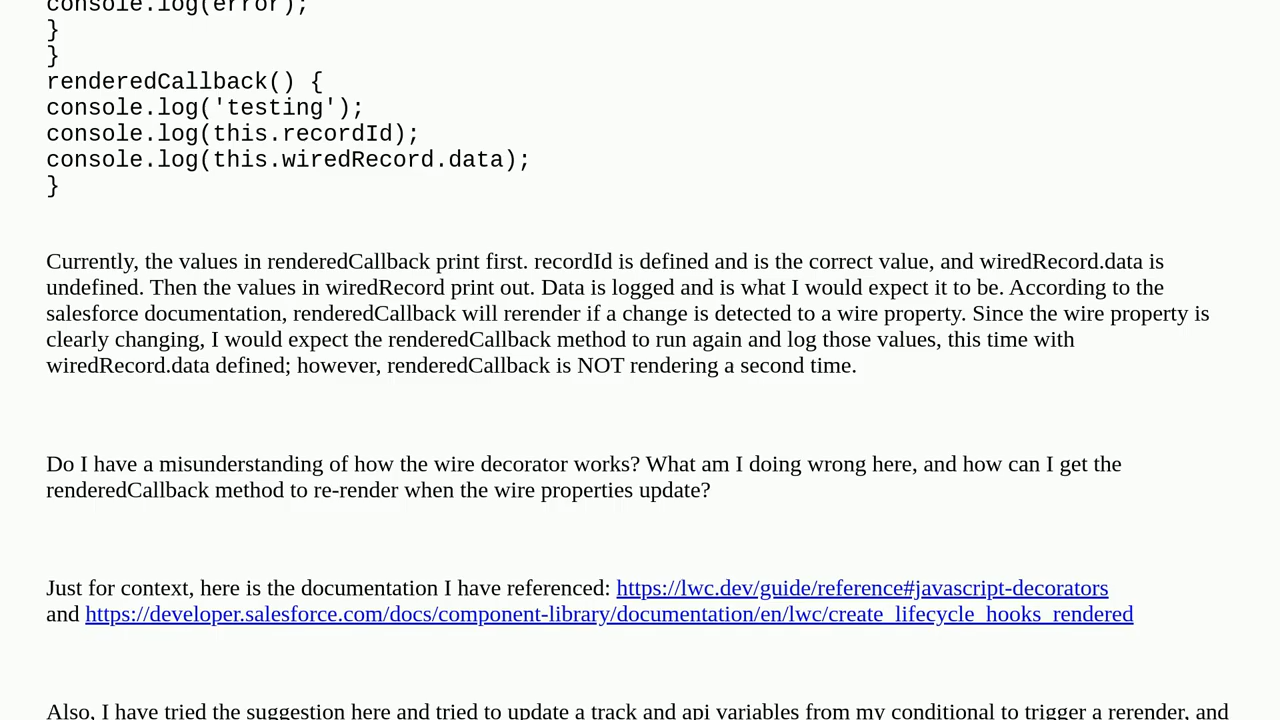 console.log(error);
}
}
renderedCallback() {
console.log('testing');
console.log(this.recordId);
console.log(this.wiredRecord.data);
}
Currently, the values in renderedCallback print first. recordId is defined and is the correct value, and wiredRecord.data is
undefined. Then the values in wiredRecord print out. Data is logged and is what I would expect it to be. According to the
salesforce documentation, renderedCallback will rerender if a change is detected to a wire property. Since the wire property is
clearly changing, I would expect the renderedCallback method to run again and log those values, this time with
wiredRecord.data defined; however, renderedCallback is NOT rendering a second time.
Do I have a misunderstanding of how the wire decorator works? What am I doing wrong here, and how can I get the
renderedCallback method to re-render when the wire properties update?
Just for context, here is the documentation I have referenced: https://lwc.dev/guide/reference#javascript-decorators
and https://developer.salesforce.com/docs/component-library/documentation/en/lwc/create_lifecycle_hooks_rendered
Also, I have tried the suggestion here and tried to update a track and api variables from my conditional to trigger a rerender, and